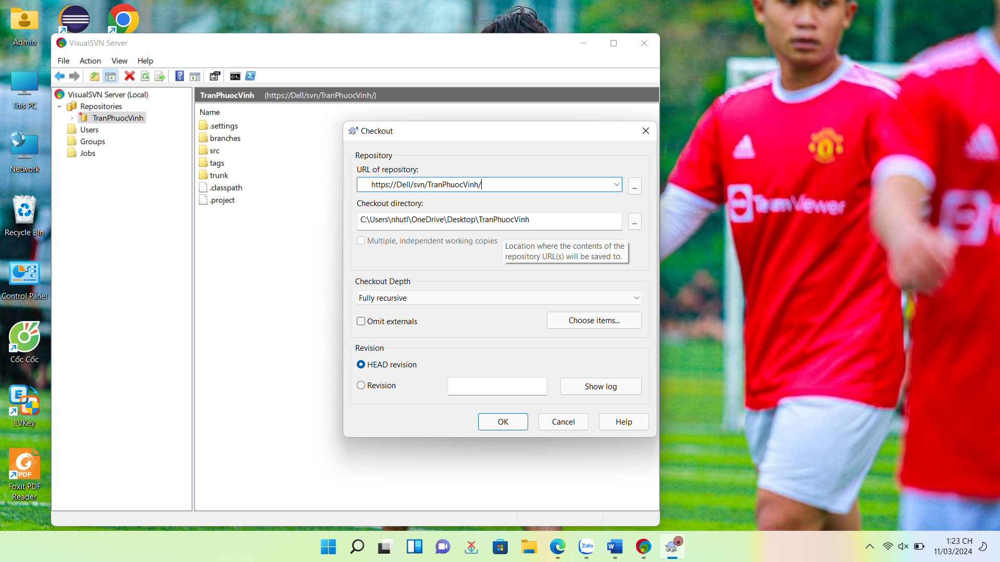 Admin
This PC
Network
Recycle Bin
Control Panel
Cốc Cốc
EVKey
PDF
Foxit PDF
Reader
VisualSVN Server
File Action View Help
VisualSVN Server (Local)
Repositories
TranPhuocVinh
Users
Groups
Jobs
TranPhuocVinh (https://Dell/svn/TranPhuocVinh/)
Name
.settings
branches
src
tags
trunk
.classpath
.project
Checkout
Repository
URL of repository:
https://Dell/svn/TranPhuocVinh/
...
Checkout directory:
C:\Users\nhutl\OneDrive\Desktop\TranPhuocVinh
...
Multiple, independent working copies
Location where the contents of the
repository URL(s) will be saved to.
Checkout Depth
Fully recursive
Omit externals
Choose items...
Revision
HEAD revision
Revision
Show log
OK
Cancel
Help
TeamViewer
Zalo
W
1:23 CH
11/03/2024